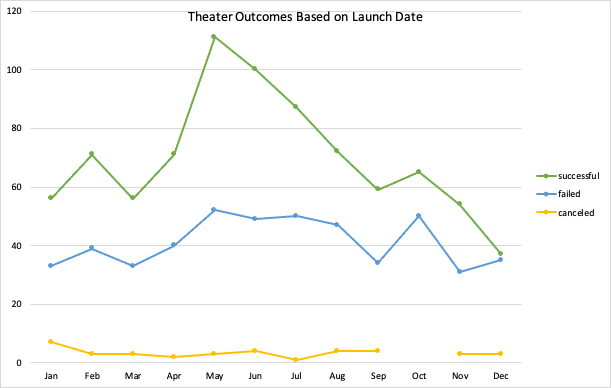 Theater Outcomes Based on Launch Date
120
100
80
60
40
20
0
Jan Feb Mar Apr May Jun Jul Aug Sep Oct Nov Dec
successful
failed
canceled